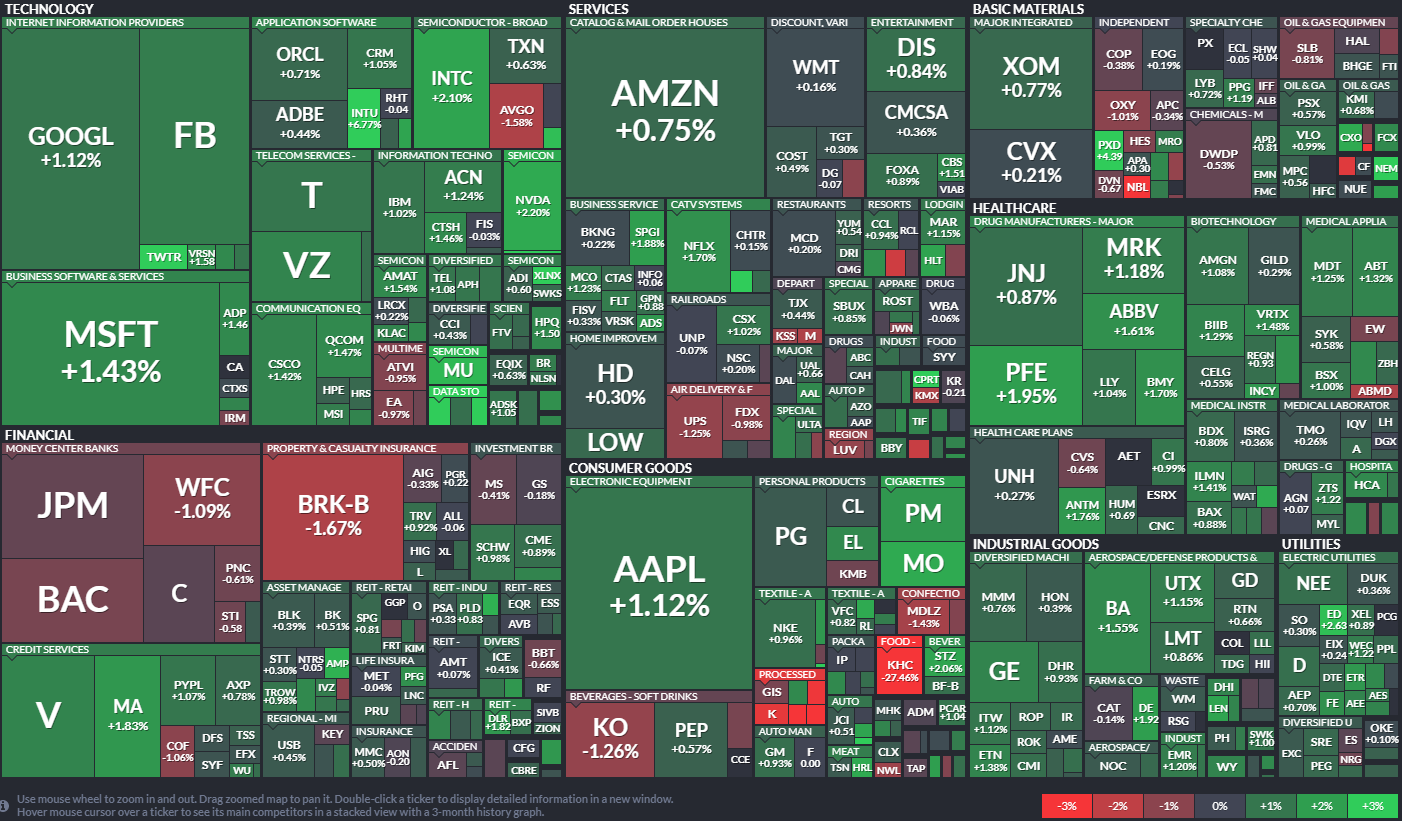 TECHNOLOGY
INTERNET INFORMATION PROVIDERS
GOOGL
+1.12%
FB
TWTR
VRSN
+1.58
APPLICATION SOFTWARE
ORCL
+0.71%
CRM
+1.05%
ADBE
+0.44%
INTU
+6.77%
RHT
-0.04
SEMICONDUCTOR - BROAD
INTC
+2.10%
TXN
+0.63%
AVGO
-1.58%
BUSINESS SOFTWARE & SERVICES
MSFT
+1.43%
ADP
+1.46
CA
CTXS
IRM
TELECOM SERVICES -
T
VZ
INFORMATION TECHNO
IBM
+1.02%
ACN
+1.24%
CTSH
+1.46%
FIS
-0.03%
SEMICON
NVDA
+2.20%
COMMUNICATION EQ
CSCO
+1.42%
QCOM
+1.47%
HPE
HRS
MSI
SEMICON
AMAT
+1.54%
LRCX
+0.22%
KLAC
DIVERSIFIED
TEL
+1.08
APH
SEMICON
ADI
+0.60
XLNX
SWKS
DIVERSIFIE
CCI
+0.43%
SCIEN
FTV
HPQ
+1.50
MULTIME
ATVI
-0.95%
EA
-0.97%
SEMICON
MU
DATA STO
EQIX
+0.63%
BR
NLSN
ADSK
+1.05
FINANCIAL
MONEY CENTER BANKS
JPM
WFC
-1.09%
BAC
C
PNC
-0.61%
STI
-0.58
PROPERTY & CASUALTY INSURANCE
BRK-B
-1.67%
AIG
-0.33%
PGR
+0.22
TRV
+0.92%
ALL
-0.06
HIG
XL
L
INVESTMENT BR
MS
-0.41%
GS
-0.18%
SCHW
+0.98%
CME
+0.89%
CREDIT SERVICES
V
MA
+1.83%
PYPL
+1.07%
AXP
+0.78%
COF
-1.06%
DFS
SYF
TSS
EFX
WU
ASSET MANAGE
BLK
+0.39%
BK
+0.51%
STT
+0.30%
NTRS
-0.05
AMP
TROW
+0.98%
IVZ
REGIONAL - MI
USB
+0.45%
KEY
REIT - RETAI
SPG
+0.81
GGP
O
FRT
KIM
LIFE INSURA
MET
-0.04%
PFG
PRU
LNC
INSURANCE
MMC
+0.50%
AON
-0.20
REIT - INDU
PSA
+0.33
PLD
+0.83
REIT - RES
EQR
ESS
AVB
REIT -
AMT
+0.07
DIVERS
ICE
+0.41%
BBT
-0.66%
RF
REIT - H
REIT -
DLR
+1.82
BXP
SIVB
ZION
ACCIDEN
AFL
CFG
CBRE
SERVICES
CATALOG & MAIL ORDER HOUSES
AMZN
+0.75%
DISCOUNT, VARI
WMT
+0.16%
COST
+0.49%
TGT
+0.30%
DG
-0.07
ENTERTAINMENT
DIS
+0.84%
CMCSA
+0.36%
FOXA
+0.89%
CBS
+1.51
VIAB
BUSINESS SERVICE
BKNG
+0.22%
SPGI
+1.88%
MCO
+1.23%
CTAS
INFO
+0.06
FISV
+0.33%
FLT
GPN
+0.88
VRSK
ADS
CATV SYSTEMS
NFLX
+1.70%
CHTR
+0.15%
RESTAURANTS
MCD
+0.20%
YUM
+0.54
DRI
CMG
RESORTS
CCL
+0.94%
RCL
LODGIN
MAR
+1.15%
HLT
RAILROADS
UNP
-0.07%
CSX
+1.02%
NSC
+0.20%
HOME IMPROVEM
HD
+0.30%
LOW
AIR DELIVERY & F
UPS
-1.25%
FDX
-0.98%
DEPART
TJX
+0.44%
KSS
M
SPECIAL
SBUX
+0.85%
APPARE
ROST
JWN
DRUG
WBA
-0.06%
MAJOR
DAL
UAL
+0.66
AAL
DRUGS
ABC
CAH
INDUST
FOOD
SYY
SPECIAL
ULTA
AUTO P
AZO
AAP
CPRT
KMX
KR
-0.21
REGION
LUV
TIF
BBY
CONSUMER GOODS
ELECTRONIC EQUIPMENT
AAPL
+1.12%
PERSONAL PRODUCTS
PG
CL
EL
KMB
CIGARETTES
PM
MO
BEVERAGES - SOFT DRINKS
KO
-1.26%
PEP
+0.57%
CCE
TEXTILE - A
NKE
+0.96%
TEXTILE - A
VFC
+0.82
RL
CONFECTIO
MDLZ
-1.43%
PROCESSED
GIS
K
PACKA
IP
FOOD -
KHC
-27.46%
BEVER
STZ
+2.06%
BF-B
AUTO MAN
GM
+0.93%
F
0.00
AUTO
JCI
+0.51
MHK
ADM
PCAR
+1.04
MEAT
TSN
HRL
CLX
NWL
TAP
BASIC MATERIALS
MAJOR INTEGRATED
XOM
+0.77%
CVX
+0.21%
INDEPENDENT
COP
-0.38%
EOG
+0.19%
OXY
-1.01%
APC
-0.34%
PXD
+4.39
HES
MRO
APA
+0.30
DVN
-0.67
NBL
SPECIALTY CHE
PX
ECL
-0.05
SHW
+0.04
LYB
+0.72%
PPG
+1.19
IFF
ALB
CHEMICALS - M
DWDP
-0.53%
APD
+0.81
EMN
FMC
OIL & GAS EQUIPMEN
SLB
-0.81%
HAL
BHGE
FTI
OIL & GA
PSX
+0.57%
VLO
+0.99%
MPC
+0.56
HFC
OIL & GAS
KMI
+0.68%
CXO
FCX
CF
NEM
NUE
HEALTHCARE
DRUG MANUFACTURERS - MAJOR
JNJ
+0.87%
MRK
+1.18%
ABBV
+1.61%
PFE
+1.95%
LLY
+1.04%
BMY
+1.70%
BIOTECHNOLOGY
AMGN
+1.08%
GILD
+0.29%
BIIB
+1.29%
VRTX
+1.48%
REGN
+0.93
CELG
+0.55%
INCY
MEDICAL APPLIA
MDT
+1.25%
ABT
+1.32%
SYK
+0.58%
EW
ZBH
BSX
+1.00%
ABMD
HEALTH CARE PLANS
UNH
+0.27%
CVS
-0.64%
AET
CI
+0.99%
ANTM
+1.76%
HUM
+0.69
ESRX
CNC
MEDICAL INSTR
BDX
+0.80%
ISRG
+0.36%
ILMN
+1.41%
WAT
BAX
+0.88%
MEDICAL LABORATOR
TMO
+0.26%
IQV
LH
A
DGX
DRUGS - G
AGN
+0.07
ZTS
+1.22
MYL
HOSPITA
HCA
INDUSTRIAL GOODS
DIVERSIFIED MACHI
MMM
+0.76%
HON
+0.39%
GE
DHR
+0.93%
ITW
+1.12%
ROP
IR
ETN
+1.38%
ROK
AME
CMI
AEROSPACE/DEFENSE PRODUCTS &
BA
+1.55%
UTX
+1.15%
GD
LMT
+0.86%
RTN
+0.66%
COL
LLL
TDG
HII
FARM & CO
CAT
-0.14%
DE
+1.92
WASTE
WM
RSG
DHI
LEN
AEROSPACE/
NOC
INDUST
EMR
+1.20%
PH
SWK
+1.00
WY
UTILITIES
ELECTRIC UTILITIES
NEE
DUK
+0.36%
SO
+0.30%
ED
+2.63
XEL
+0.89
PCG
D
EIX
+0.24
WEC
+1.22
PPL
DTE
ETR
AEP
+0.70%
FE
AEE
AES
DIVERSIFIED U
EXC
SRE
PEG
ES
NRG
OKE
+0.10%
Use mouse wheel to zoom in and out. Drag zoomed map to pan it. Double-click a ticker to display detailed information in a new window.
Hover mouse cursor over a ticker to see its main competitors in a stacked view with a 3-month history graph.
-3%
-2%
-1%
0%
+1%
+2%
+3%